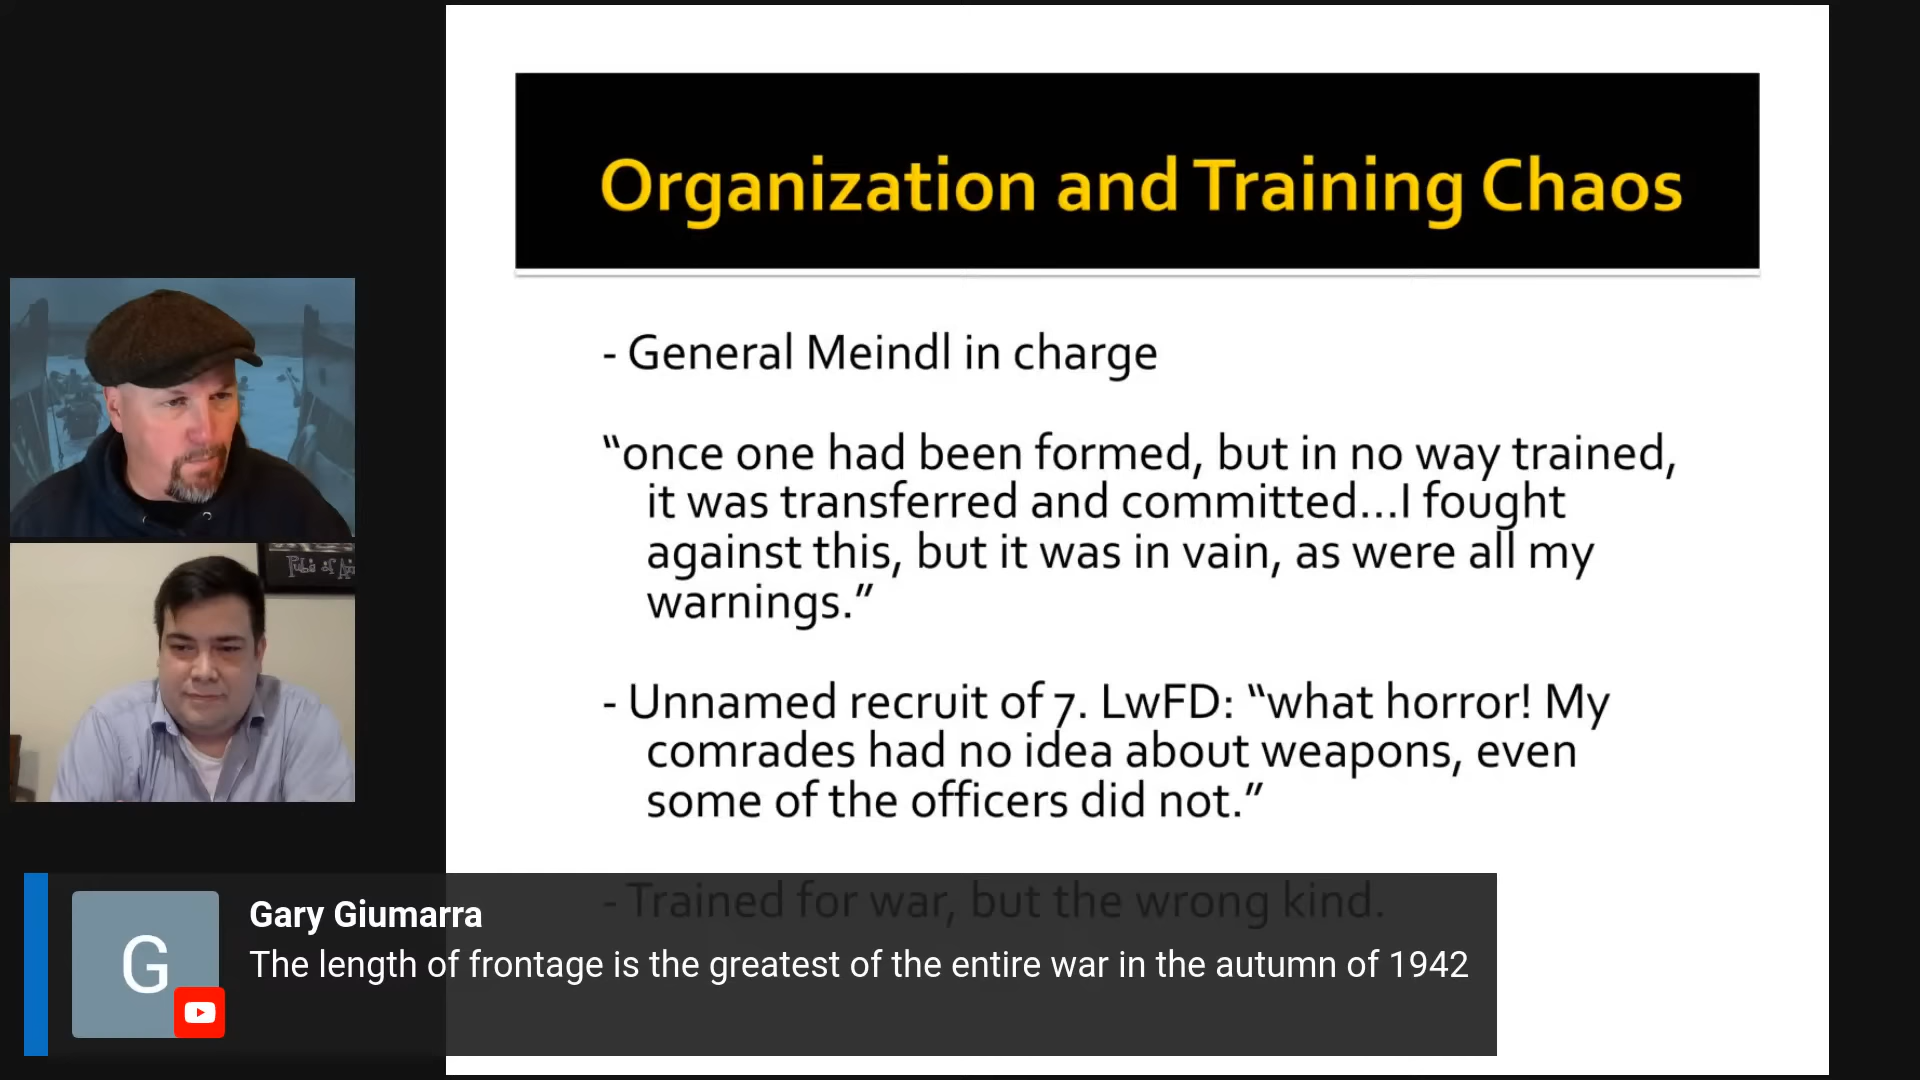 Organization and Training Chaos
- General Meindl in charge
“once one had been formed, but in no way trained,
it was transferred and committed...I fought
against this, but it was in vain, as were all my
warnings.”
- Unnamed recruit of 7. LwFD: “what horror! My
comrades had no idea about weapons, even
some of the officers did not.”
- Trained for war, but the wrong kind.
G
Gary Giumarra
The length of frontage is the greatest of the entire war in the autumn of 1942